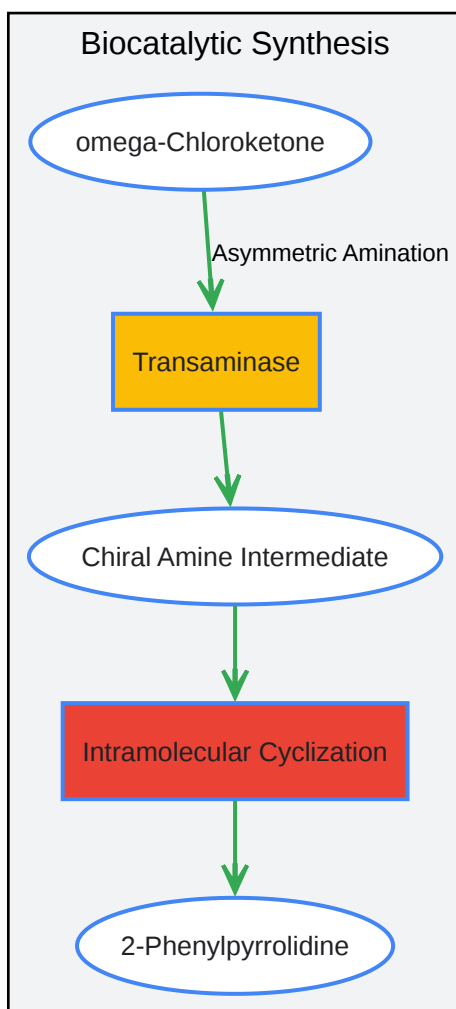 Biocatalytic Synthesis
omega-Chloroketone
Asymmetric Amination
Transaminase
Chiral Amine Intermediate
Intramolecular Cyclization
2-Phenylpyrrolidine